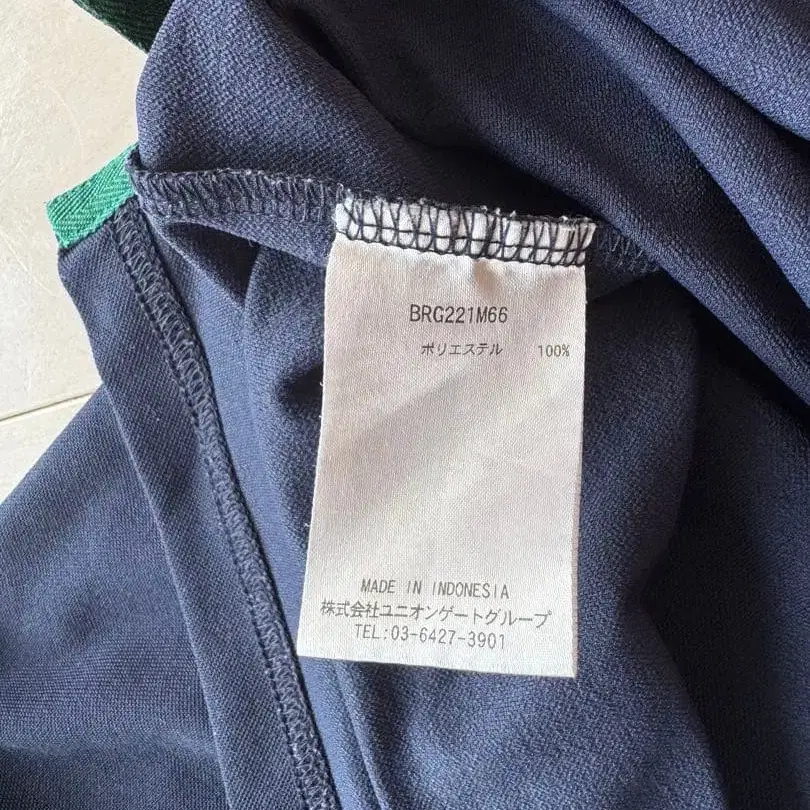 BRG221M66
ポリエステル 100%
MADE IN INDONESIA
株式会社ユニオンゲートグループ
TEL:03-6427-3901